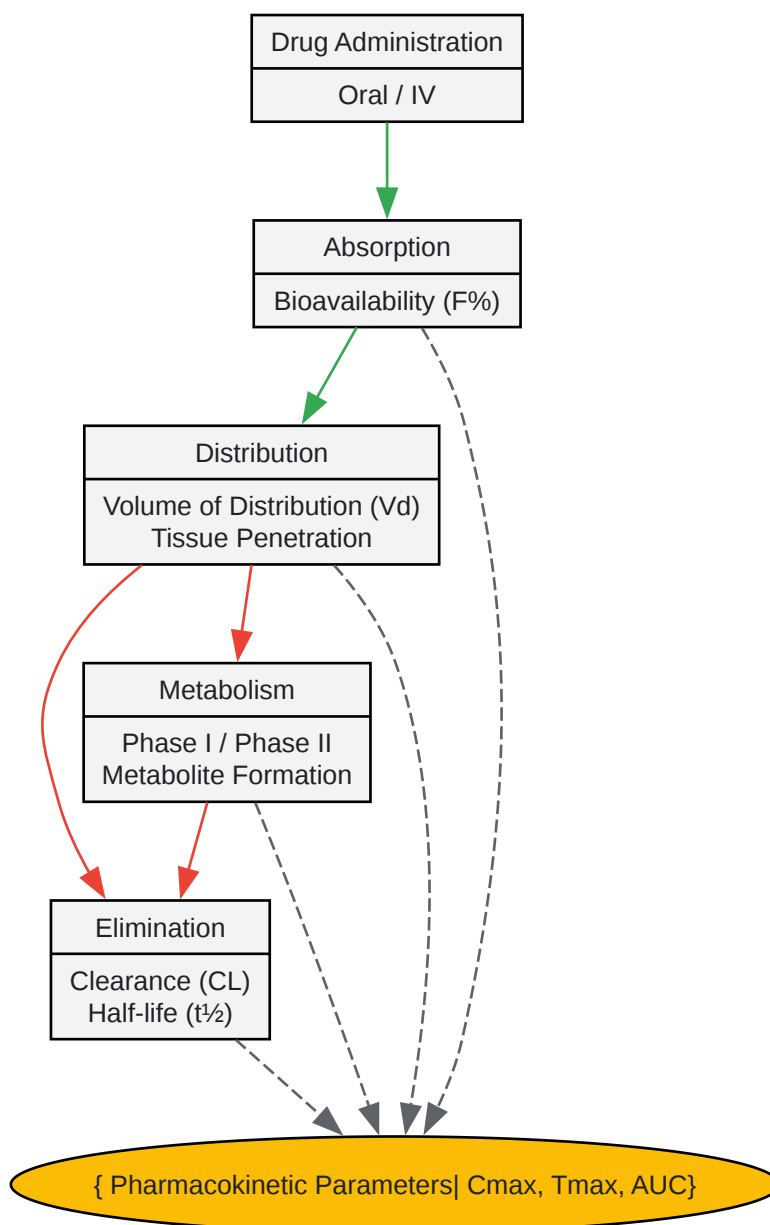 Drug Administration
Oral / IV
Absorption
Bioavailability (F%)
Distribution
Volume of Distribution (Vd)
Tissue Penetration
Metabolism
Phase I / Phase II
Metabolite Formation
Elimination
Clearance (CL)
Half-life (t½)
{ Pharmacokinetic Parameters| Cmax, Tmax, AUC}